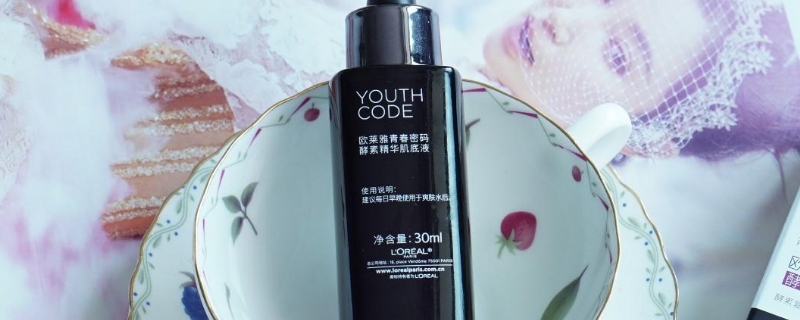 YOUTH
CODE
欧莱雅青春密码
酵素精华肌底液
使用说明：
建议每日早晚使用于爽肤水后。
净含量：30ml
L'ORÉAL®
PARIS
www.lorealparis.com.cn
酵素